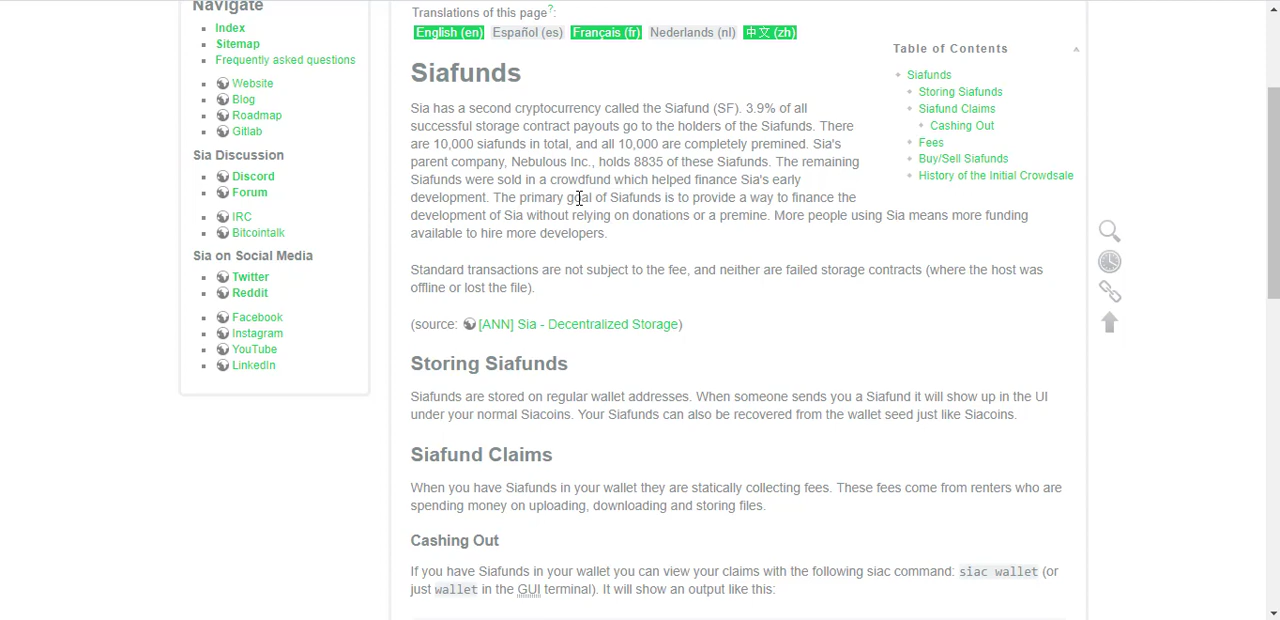 Navigate
Index
Sitemap
Frequently asked questions
Website
Blog
Roadmap
Gitlab
Sia Discussion
Discord
Forum
IRC
Bitcointalk
Sia on Social Media
Twitter
Reddit
Facebook
Instagram
YouTube
LinkedIn
Translations of this page?:
English (en) Español (es) Français (fr) Nederlands (nl) 中文 (zh)
Table of Contents
Siafunds
Storing Siafunds
Siafund Claims
Cashing Out
Fees
Buy/Sell Siafunds
History of the Initial Crowdsale
Siafunds
Sia has a second cryptocurrency called the Siafund (SF). 3.9% of all
successful storage contract payouts go to the holders of the Siafunds. There
are 10,000 siafunds in total, and all 10,000 are completely premined. Sia's
parent company, Nebulous Inc., holds 8835 of these Siafunds. The remaining
Siafunds were sold in a crowdfund which helped finance Sia's early
development. The primary goal of Siafunds is to provide a way to finance the
development of Sia without relying on donations or a premine. More people using Sia means more funding
available to hire more developers.
Standard transactions are not subject to the fee, and neither are failed storage contracts (where the host was
offline or lost the file).
(source: [ANN] Sia - Decentralized Storage)
Storing Siafunds
Siafunds are stored on regular wallet addresses. When someone sends you a Siafund it will show up in the UI
under your normal Siacoins. Your Siafunds can also be recovered from the wallet seed just like Siacoins.
Siafund Claims
When you have Siafunds in your wallet they are statically collecting fees. These fees come from renters who are
spending money on uploading, downloading and storing files.
Cashing Out
If you have Siafunds in your wallet you can view your claims with the following siac command: siac wallet (or
just wallet in the GUI terminal). It will show an output like this: